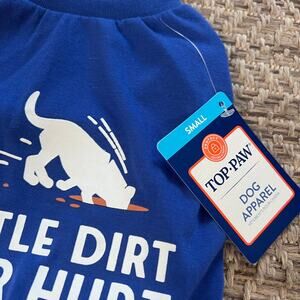 SMALL
TOP PAW
DOG
APPAREL
TLE DIRT
R HURT